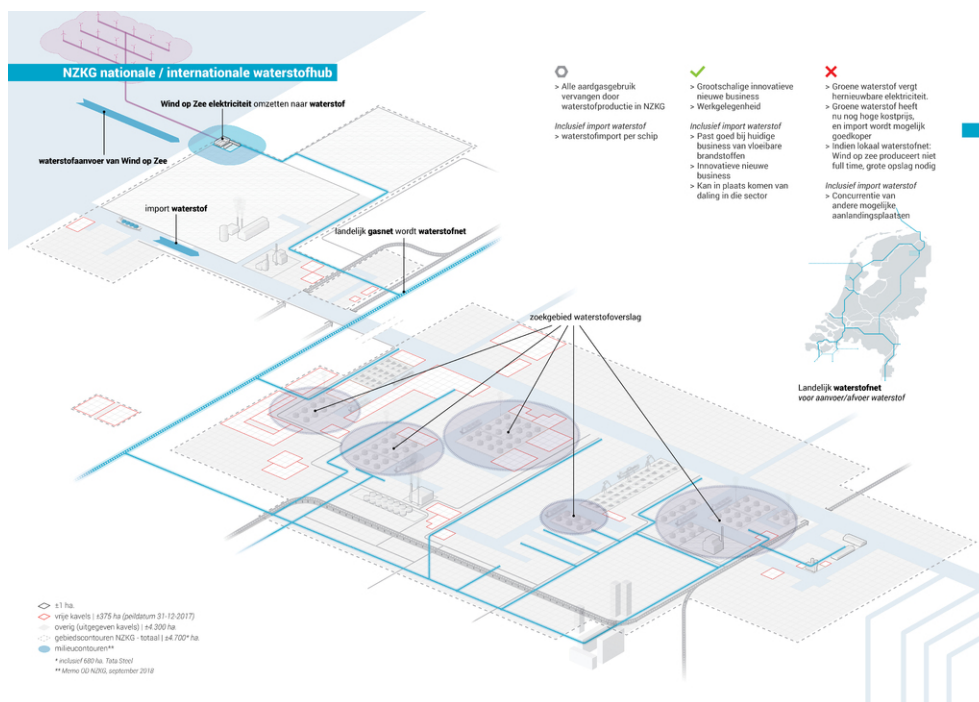 NZKG nationale / internationale waterstofhub
Wind op Zee elektriciteit omzetten naar waterstof
waterstofaanvoer van Wind op Zee
import waterstof
landelijk gasnet wordt waterstofnet
zoekgebied waterstofoverslag
> Alle aardgasgebruik
vervangen door
waterstofproductie in NZKG
Inclusief import waterstof
> waterstofimport per schip
> Grootschalige innovatieve
nieuwe business
> Werkgelegenheid
Inclusief import waterstof
> Past goed bij huidige
business van vloeibare
brandstoffen
> Innovatieve nieuwe
business
> Kan in plaats komen van
daling in die sector
> Groene waterstof vergt
hernieuwbare elektriciteit.
> Groene waterstof heeft
nu nog hoge kostprijs,
en import wordt mogelijk
goedkoper
> Indien lokaal waterstofnet:
Wind op zee produceert niet
full time, grote opslag nodig
Inclusief import waterstof
> Concurrentie van
andere mogelijke
aanlandingsplaatsen
Landelijk waterstofnet
voor aanvoer/afvoer waterstof
±1 ha.
vrije kavels | ±375 ha (peildatum 31-12-2017)
overig (uitgegeven kavels) | ±4.300 ha
gebiedscontouren NZKG - totaal | ±4.700* ha
milieucontouren**
* inclusief 680 ha. Tata Steel
** Memo OD NZKG, september 2018